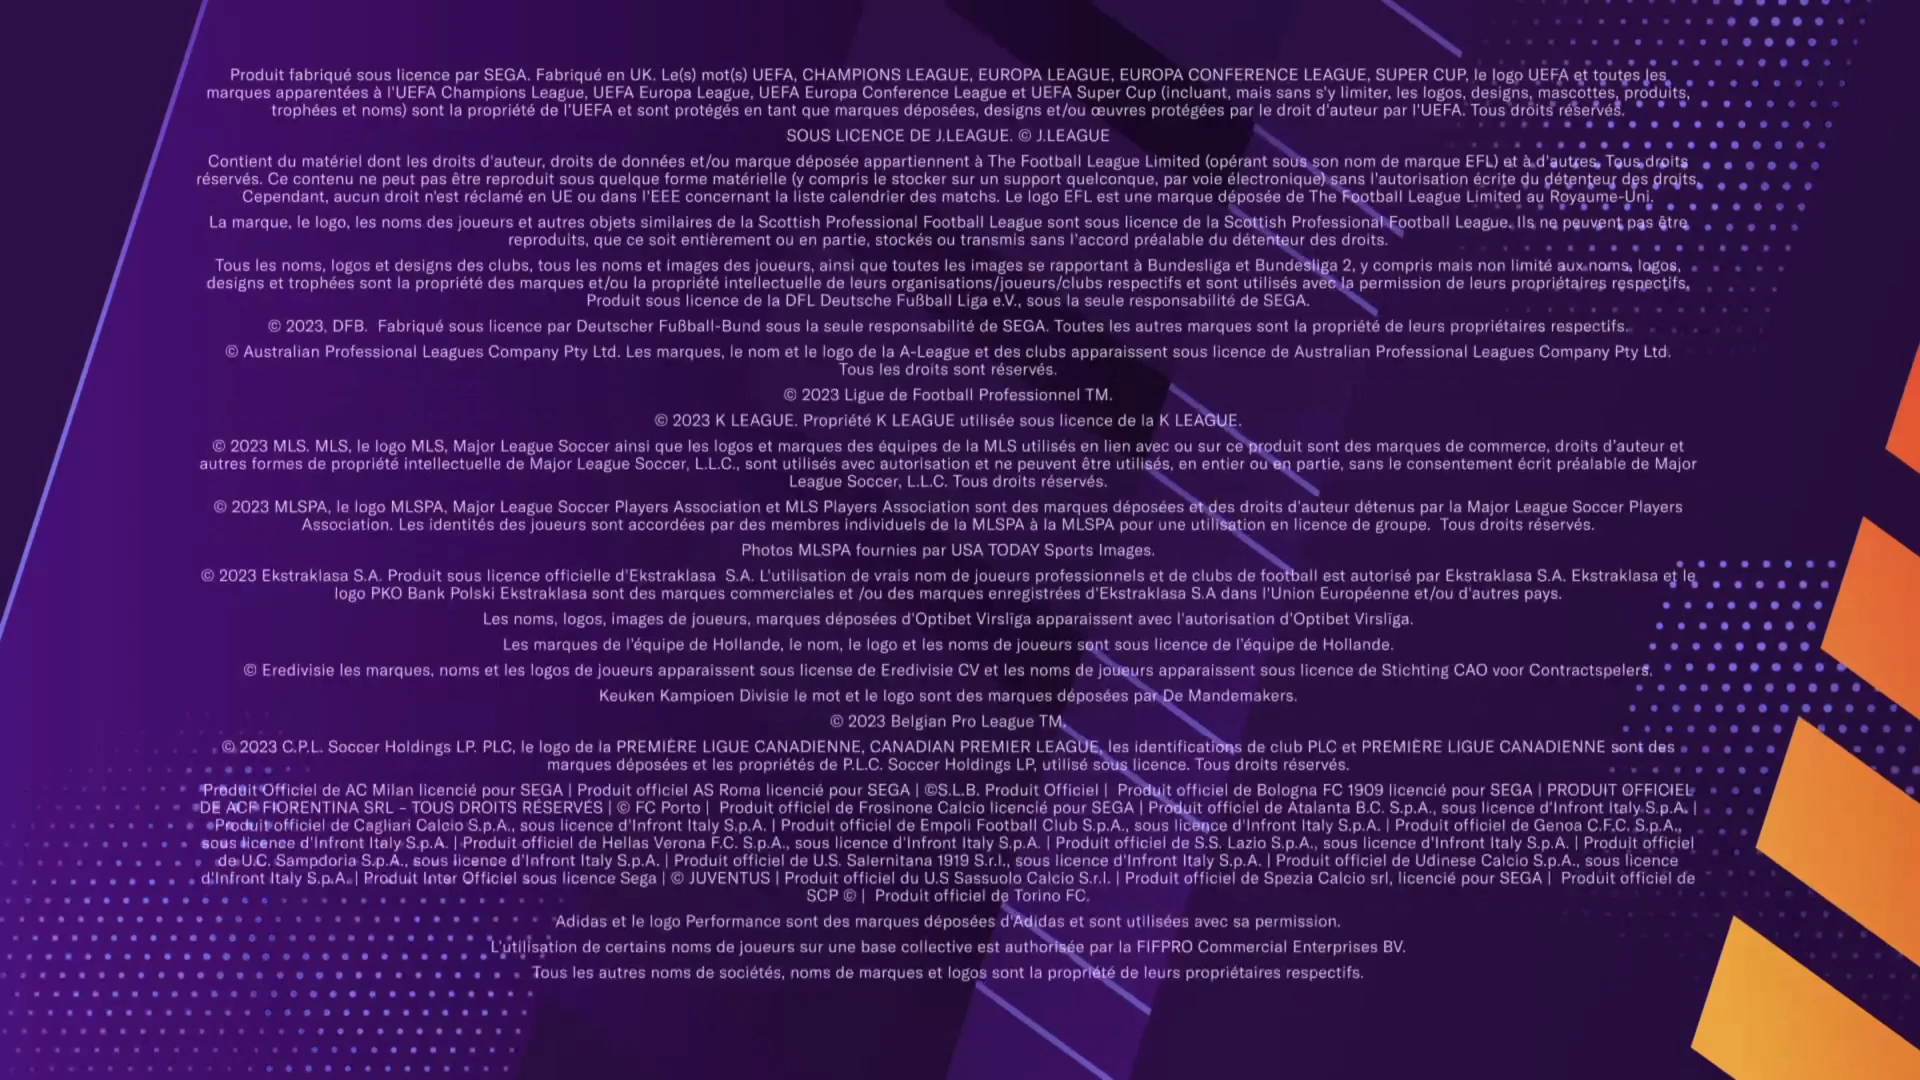 Produit fabriqué sous licence par SEGA. Fabriqué en UK. Le(s) mot(s) UEFA, CHAMPIONS LEAGUE, EUROPA LEAGUE, EUROPA CONFERENCE LEAGUE, SUPER CUP, le logo UEFA et toutes les
marques apparentées à l'UEFA Champions League, UEFA Europa League, UEFA Europa Conference League et UEFA Super Cup (incluant, mais sans s'y limiter, les logos, designs, mascottes, produits,
trophées et noms) sont la propriété de l'UEFA et sont protégés en tant que marques déposées, designs et/ou œuvres protégées par le droit d'auteur par l'UEFA. Tous droits réservés.
SOUS LICENCE DE J.LEAGUE. © J.LEAGUE
Contient du matériel dont les droits d'auteur, droits de données et/ou marque déposée appartiennent à The Football League Limited (opérant sous son nom de marque EFL) et à d'autres. Tous droits
réservés. Ce contenu ne peut pas être reproduit sous quelque forme matérielle (y compris le stocker sur un support quelconque, par voie électronique) sans l'autorisation écrite du détenteur des droits.
Cependant, aucun droit n'est réclamé en UE ou dans l'EEE concernant la liste calendrier des matchs. Le logo EFL est une marque déposée de The Football League Limited au Royaume-Uni.
La marque, le logo, les noms des joueurs et autres objets similaires de la Scottish Professional Football League sont sous licence de la Scottish Professional Football League. Ils ne peuvent pas être
reproduits, que ce soit entièrement ou en partie, stockés ou transmis sans l'accord préalable du détenteur des droits.
Tous les noms, logos et designs des clubs, tous les noms et images des joueurs, ainsi que toutes les images se rapportant à Bundesliga et Bundesliga 2, y compris mais non limité aux noms, logos,
designs et trophées sont la propriété des marques et/ou la propriété intellectuelle de leurs organisations/joueurs/clubs respectifs et sont utilisés avec la permission de leurs propriétaires respectifs.
Produit sous licence de la DFL Deutsche Fußball Liga e.V., sous la seule responsabilité de SEGA.
© 2023, DFB.  Fabriqué sous licence par Deutscher Fußball-Bund sous la seule responsabilité de SEGA. Toutes les autres marques sont la propriété de leurs propriétaires respectifs.
© Australian Professional Leagues Company Pty Ltd. Les marques, le nom et le logo de la A-League et des clubs apparaissent sous licence de Australian Professional Leagues Company Pty Ltd.
Tous les droits sont réservés.
© 2023 Ligue de Football Professionnel TM.
© 2023 K LEAGUE. Propriété K LEAGUE utilisée sous licence de la K LEAGUE.
© 2023 MLS. MLS, le logo MLS, Major League Soccer ainsi que les logos et marques des équipes de la MLS utilisés en lien avec ou sur ce produit sont des marques de commerce, droits d'auteur et
autres formes de propriété intellectuelle de Major League Soccer, L.L.C., sont utilisés avec autorisation et ne peuvent être utilisés, en entier ou en partie, sans le consentement écrit préalable de Major
League Soccer, L.L.C. Tous droits réservés.
© 2023 MLSPA, le logo MLSPA, Major League Soccer Players Association et MLS Players Association sont des marques déposées et des droits d'auteur détenus par la Major League Soccer Players
Association. Les identités des joueurs sont accordées par des membres individuels de la MLSPA à la MLSPA pour une utilisation en licence de groupe.  Tous droits réservés.
Photos MLSPA fournies par USA TODAY Sports Images.
© 2023 Ekstraklasa S.A. Produit sous licence officielle d'Ekstraklasa  S.A. L'utilisation de vrais nom de joueurs professionnels et de clubs de football est autorisé par Ekstraklasa S.A. Ekstraklasa et le
logo PKO Bank Polski Ekstraklasa sont des marques commerciales et /ou des marques enregistrées d'Ekstraklasa S.A dans l'Union Européenne et/ou d'autres pays.
Les noms, logos, images de joueurs, marques déposées d'Optibet Virslīga apparaissent avec l'autorisation d'Optibet Virslīga.
Les marques de l'équipe de Hollande, le nom, le logo et les noms de joueurs sont sous licence de l'équipe de Hollande.
© Eredivisie les marques, noms et les logos de joueurs apparaissent sous license de Eredivisie CV et les noms de joueurs apparaissent sous licence de Stichting CAO voor Contractspelers.
Keuken Kampioen Divisie le mot et le logo sont des marques déposées par De Mandemakers.
© 2023 Belgian Pro League TM.
© 2023 C.P.L. Soccer Holdings LP. PLC, le logo de la PREMIÈRE LIGUE CANADIENNE, CANADIAN PREMIER LEAGUE, les identifications de club PLC et PREMIÈRE LIGUE CANADIENNE sont des
marques déposées et les propriétés de P.L.C. Soccer Holdings LP, utilisé sous licence. Tous droits réservés.
Produit Officiel de AC Milan licencié pour SEGA | Produit officiel AS Roma licencié pour SEGA | ©S.L.B. Produit Officiel |  Produit officiel de Bologna FC 1909 licencié pour SEGA | PRODUIT OFFICIEL
DE ACF FIORENTINA SRL – TOUS DROITS RÉSERVÉS | © FC Porto |  Produit officiel de Frosinone Calcio licencié pour SEGA | Produit officiel de Atalanta B.C. S.p.A., sous licence d'Infront Italy S.p.A. |
Produit officiel de Cagliari Calcio S.p.A., sous licence d'Infront Italy S.p.A. | Produit officiel de Empoli Football Club S.p.A., sous licence d'Infront Italy S.p.A. | Produit officiel de Genoa C.F.C. S.p.A.,
sous licence d'Infront Italy S.p.A. | Produit officiel de Hellas Verona F.C. S.p.A., sous licence d'Infront Italy S.p.A. | Produit officiel de S.S. Lazio S.p.A., sous licence d'Infront Italy S.p.A. | Produit officiel
de U.C. Sampdoria S.p.A., sous licence d'Infront Italy S.p.A. | Produit officiel de U.S. Salernitana 1919 S.r.l., sous licence d'Infront Italy S.p.A. | Produit officiel de Udinese Calcio S.p.A., sous licence
d'Infront Italy S.p.A. | Produit Inter Officiel sous licence Sega | © JUVENTUS | Produit officiel du U.S Sassuolo Calcio S.r.l. | Produit officiel de Spezia Calcio srl, licencié pour SEGA |  Produit officiel de
SCP © |  Produit officiel de Torino FC.
Adidas et le logo Performance sont des marques déposées d'Adidas et sont utilisées avec sa permission.
L'utilisation de certains noms de joueurs sur une base collective est authorisée par la FIFPRO Commercial Enterprises BV.
Tous les autres noms de sociétés, noms de marques et logos sont la propriété de leurs propriétaires respectifs.